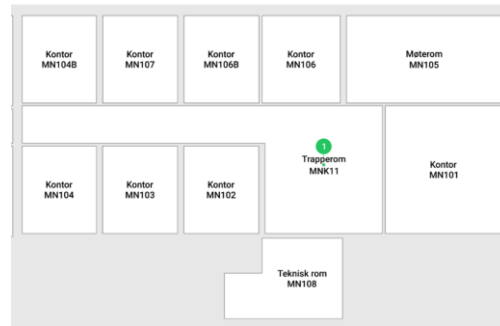 Kontor
MN104B
Kontor
MN107
Kontor
MN106B
Kontor
MN106
Møterom
MN105
1
Trapperom
MNK11
Kontor
MN101
Kontor
MN104
Kontor
MN103
Kontor
MN102
Teknisk rom
MN108